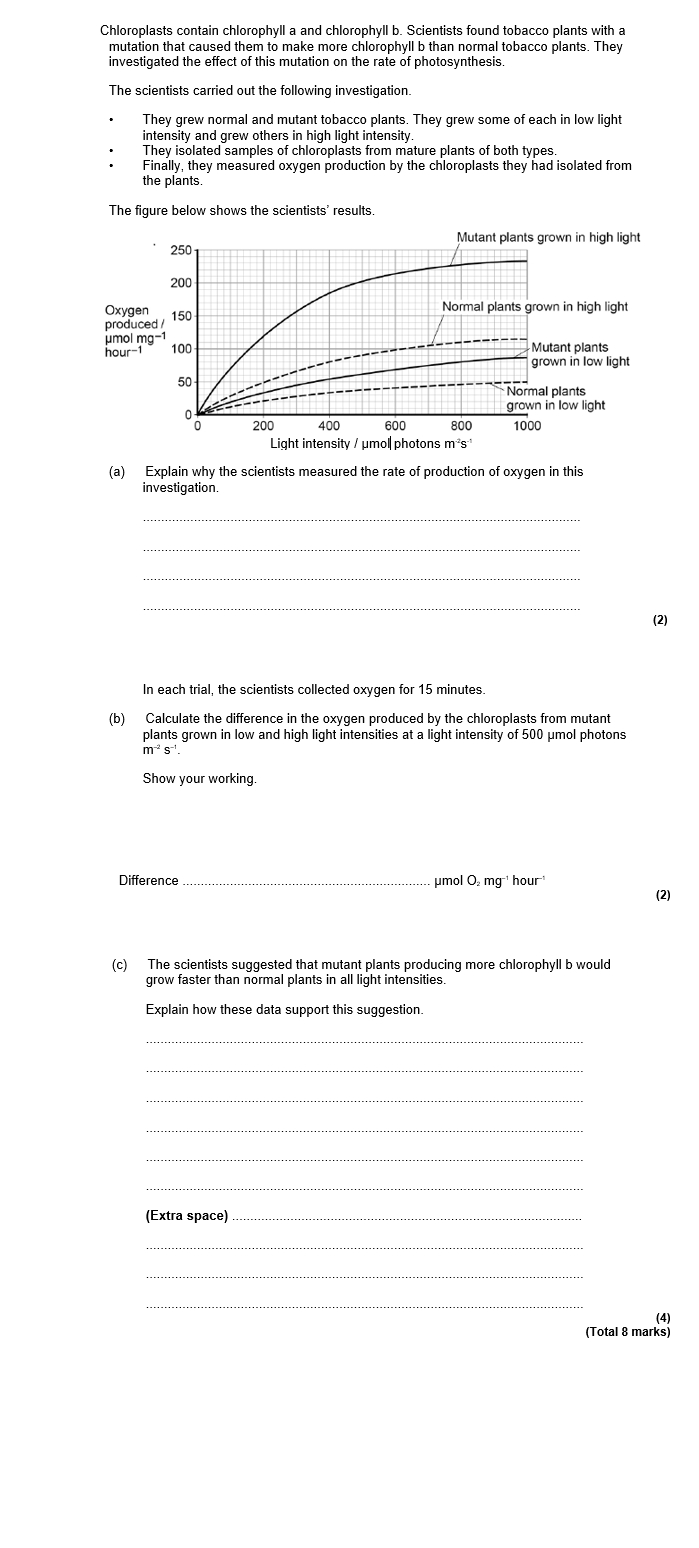 Chloroplasts contain chlorophyll a and chlorophyll b. Scientists found tobacco plants with a
mutation that caused them to make more chlorophyll b than normal tobacco plants. They
investigated the effect of this mutation on the rate of photosynthesis.
The scientists carried out the following investigation.
• They grew normal and mutant tobacco plants. They grew some of each in low light
intensity and grew others in high light intensity.
• They isolated samples of chloroplasts from mature plants of both types.
• Finally, they measured oxygen production by the chloroplasts they had isolated from
the plants.
The figure below shows the scientists' results.
Mutant plants grown in high light
250
200
Normal plants grown in high light
Oxygen
produced /
µmol mg⁻¹
hour⁻¹
150
100
Mutant plants
grown in low light
50
Normal plants
grown in low light
0
0 200 400 600 800 1000
Light intensity / µmol photons m⁻²s⁻¹
(a) Explain why the scientists measured the rate of production of oxygen in this
investigation.
(2)
In each trial, the scientists collected oxygen for 15 minutes.
(b) Calculate the difference in the oxygen produced by the chloroplasts from mutant
plants grown in low and high light intensities at a light intensity of 500 µmol photons
m⁻² s⁻¹.
Show your working.
Difference .................................................................... µmol O₂ mg⁻¹ hour⁻¹
(2)
(c) The scientists suggested that mutant plants producing more chlorophyll b would
grow faster than normal plants in all light intensities.
Explain how these data support this suggestion.
(Extra space) ................................................................................................
(4)
(Total 8 marks)